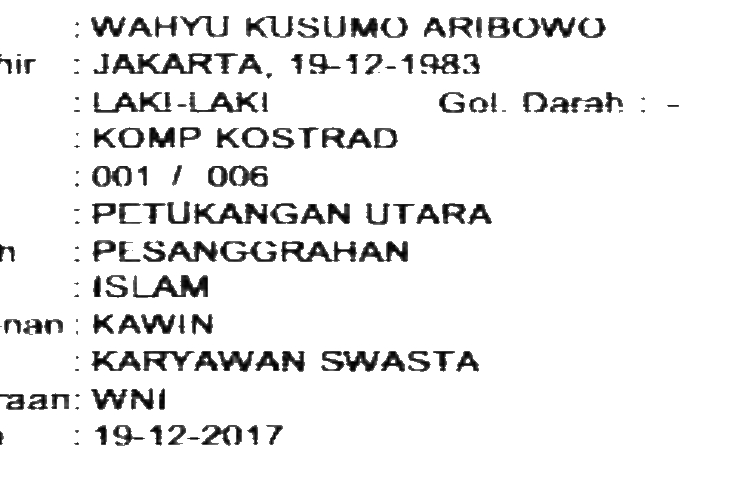 : WAHYU KUSUMO ARIBOWO
hir : JAKARTA, 19-12-1983
: LAKI-LAKI Gol. Darah : -
: KOMP KOSTRAD
: 001 / 006
: PETUKANGAN UTARA
h : PESANGGRAHAN
: ISLAM
nan : KAWIN
: KARYAWAN SWASTA
raan: WNI
: 19-12-2017